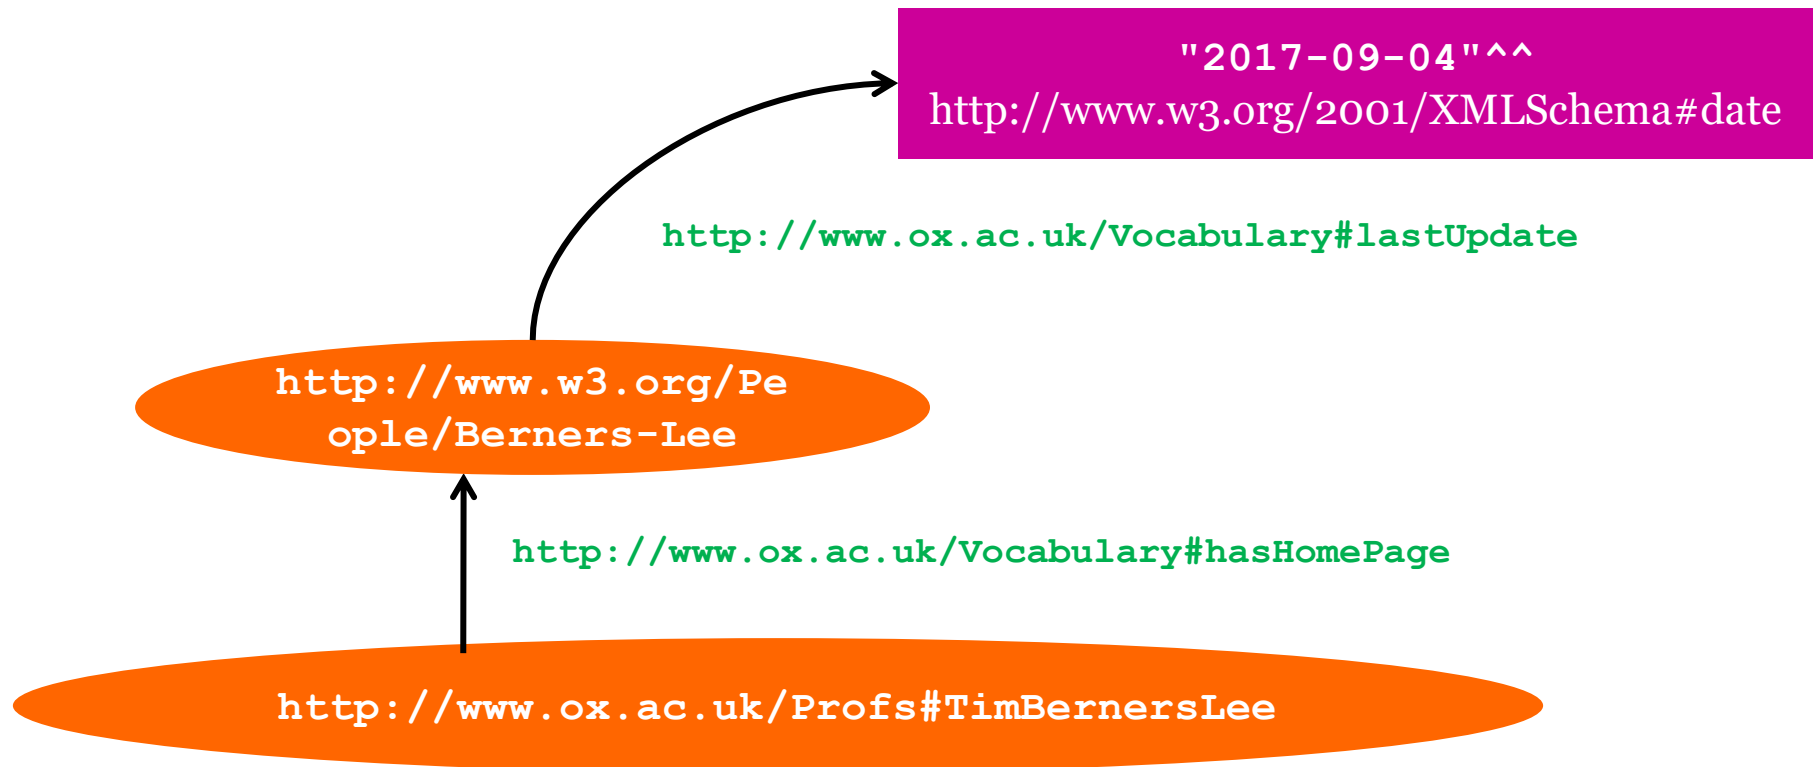 "2017-09-04"^^
http://www.w3.org/2001/XMLSchema#date
http://www.ox.ac.uk/Vocabulary#lastUpdate
http://www.w3.org/Pe
ople/Berners-Lee
http://www.ox.ac.uk/Vocabulary#hasHomePage
http://www.ox.ac.uk/Profs#TimBernersLee